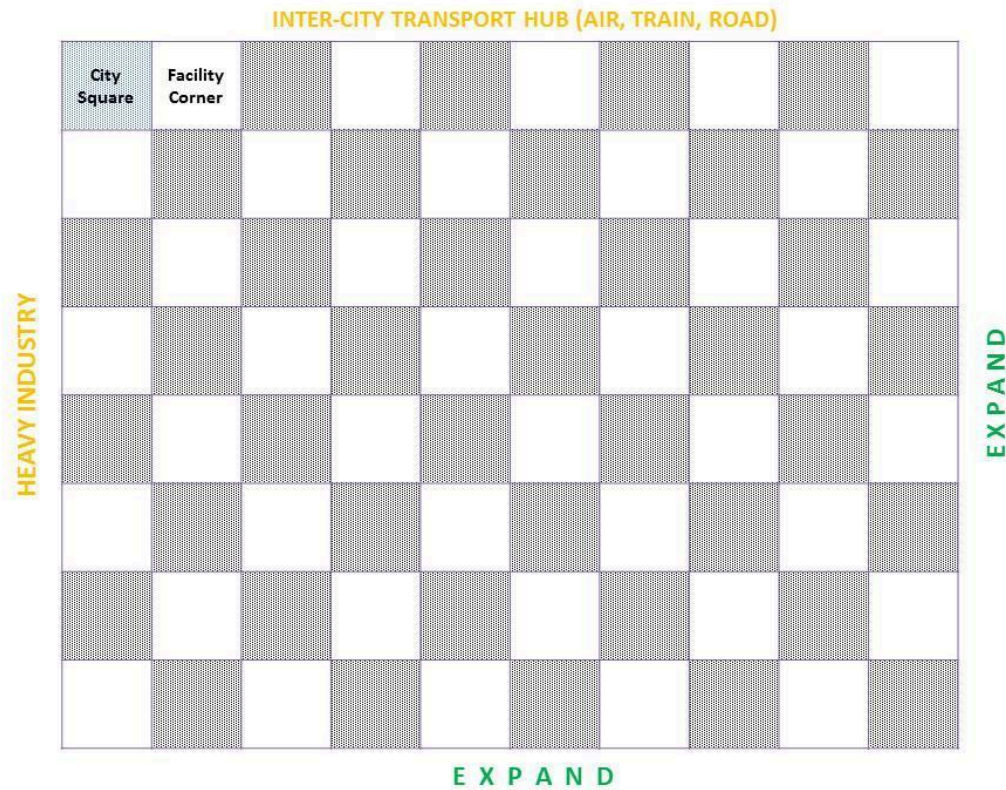 INTER-CITY TRANSPORT HUB (AIR, TRAIN, ROAD)
City
Square
Facility
Corner
HEAVY INDUSTRY
EXPAND
EXPAND